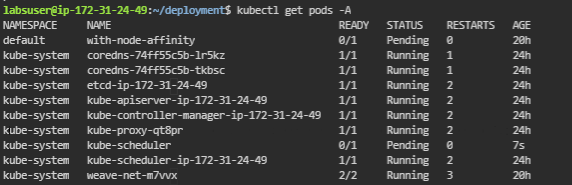 labsuser@ip-172-31-24-49:~/deployment$ kubectl get pods -A
NAMESPACE NAME READY STATUS RESTARTS AGE
default with-node-affinity 0/1 Pending 0 20h
kube-system coredns-74ff55c5b-lr5kz 1/1 Running 1 24h
kube-system coredns-74ff55c5b-tkbsc 1/1 Running 1 24h
kube-system etcd-ip-172-31-24-49 1/1 Running 2 24h
kube-system kube-apiserver-ip-172-31-24-49 1/1 Running 2 24h
kube-system kube-controller-manager-ip-172-31-24-49 1/1 Running 2 24h
kube-system kube-proxy-qt8pr 1/1 Running 2 24h
kube-system kube-scheduler 0/1 Pending 0 7s
kube-system kube-scheduler-ip-172-31-24-49 1/1 Running 2 24h
kube-system weave-net-m7vvx 2/2 Running 3 20h